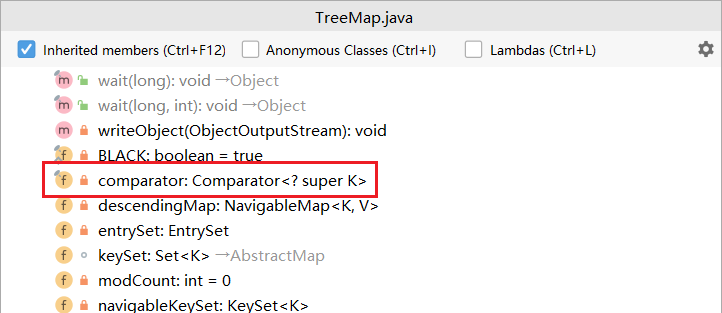 TreeMap.java
Inherited members (Ctrl+F12) Anonymous Classes (Ctrl+I) Lambdas (Ctrl+L)
m wait(long): void →Object
m wait(long, int): void →Object
m writeObject(ObjectOutputStream): void
f BLACK: boolean = true
f comparator: Comparator<? super K>
f descendingMap: NavigableMap<K, V>
f entrySet: EntrySet
f keySet: Set<K> →AbstractMap
f modCount: int = 0
f navigableKeySet: KeySet<K>